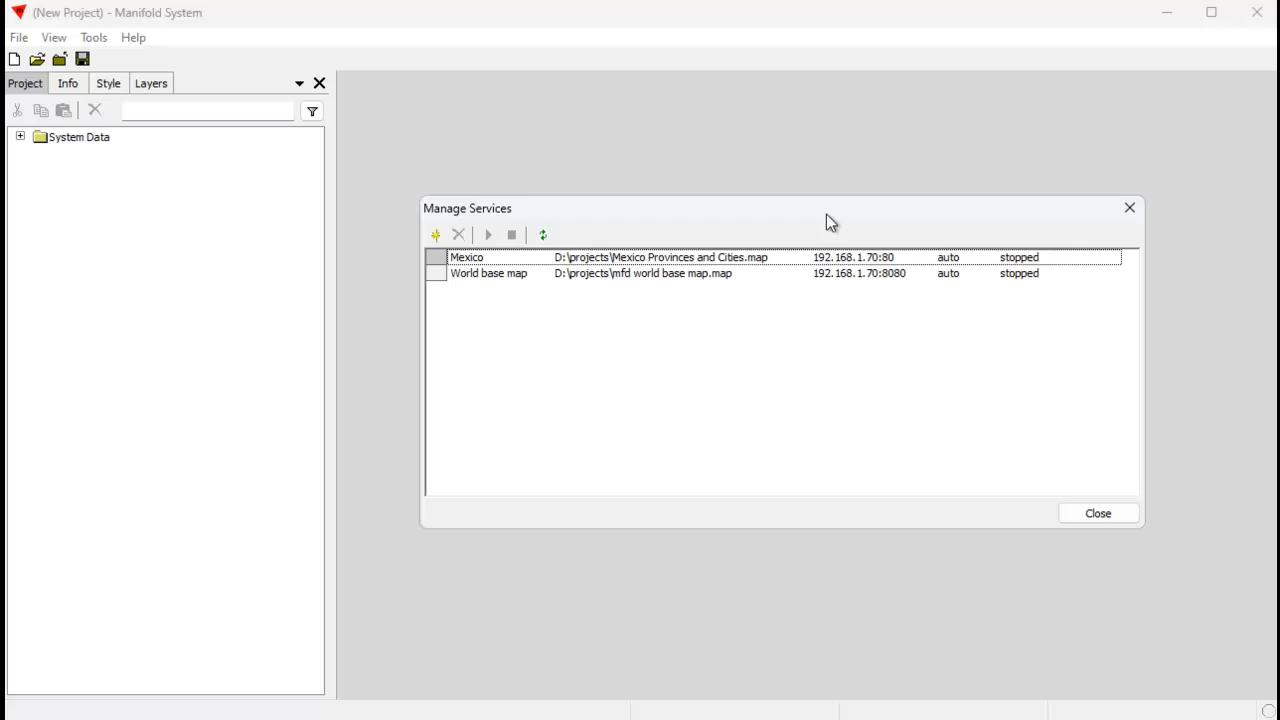 (New Project) - Manifold System
File View Tools Help
Project Info Style Layers
System Data
Manage Services
Mexico D:\projects\Mexico Provinces and Cities.map 192.168.1.70:80 auto stopped
World base map D:\projects\mfd world base map.map 192.168.1.70:8080 auto stopped
Close